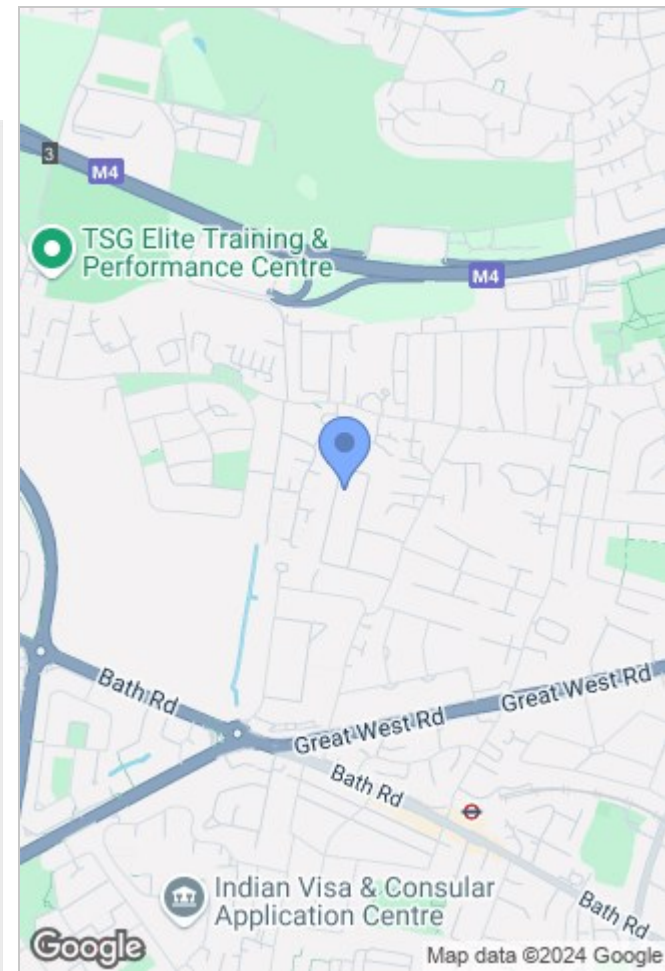 3
M4
TSG Elite Training &
Performance Centre
M4
Bath Rd
Great West Rd
Great West Rd
Bath Rd
Indian Visa & Consular
Application Centre
Bath Rd
Google
Map data ©2024 Google